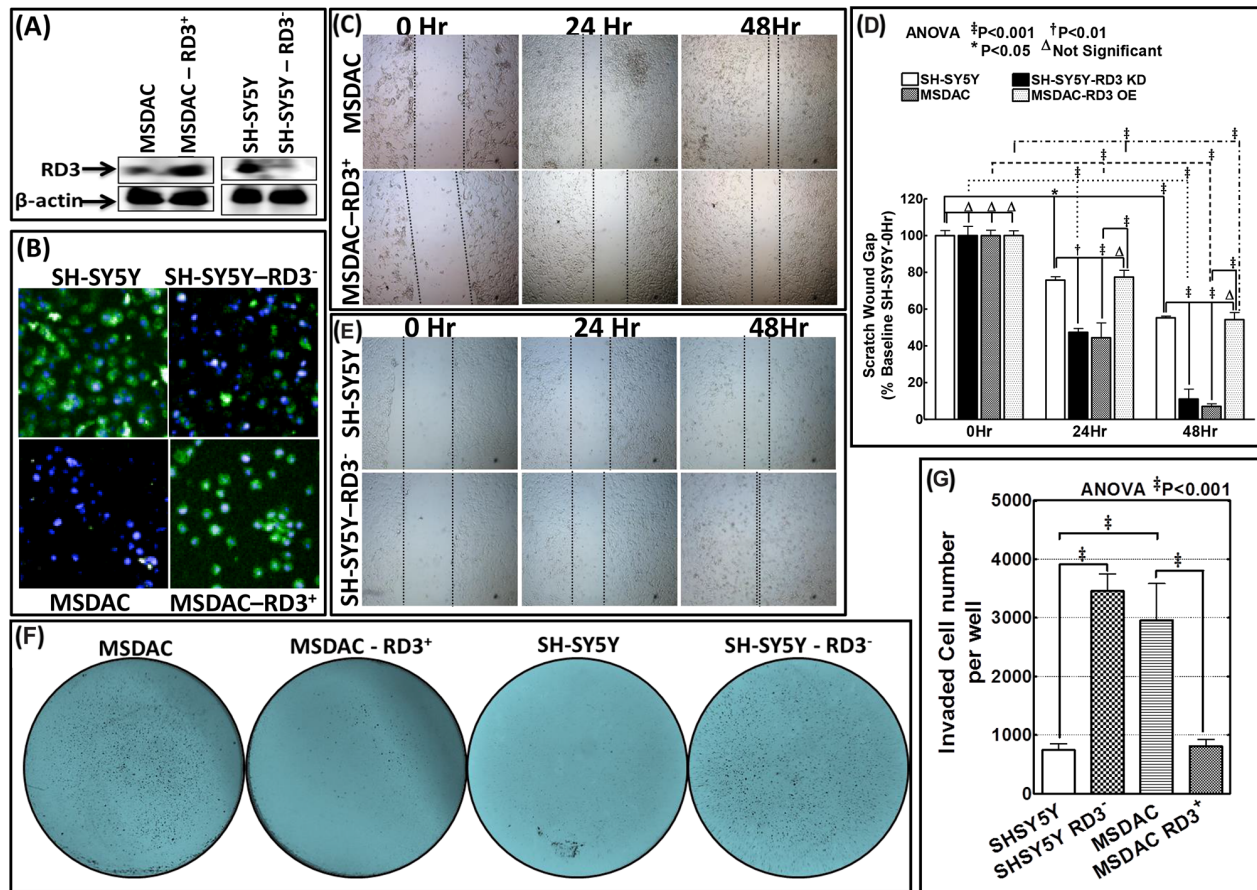 (A)
MSDAC
MSDAC – RD3⁺
SH-SY5Y
SH-SY5Y – RD3⁻
RD3
β-actin
(B)
SH-SY5Y
SH-SY5Y–RD3⁻
MSDAC
MSDAC–RD3⁺
(C)
0 Hr
24 Hr
48Hr
MSDAC
MSDAC–RD3⁺
(E)
0 Hr
24 Hr
48Hr
SH-SY5Y
SH-SY5Y–RD3⁻
(D)
ANOVA ‡P<0.001 †P<0.01
*P<0.05 ΔNot Significant
SH-SY5Y
SH-SY5Y-RD3 KD
MSDAC
MSDAC-RD3 OE
‡
‡
‡
‡
‡
‡
*
‡
Δ
Δ
Δ
‡
†
‡
Δ
‡
‡
‡
Δ
Scratch Wound Gap
(% Baseline SH-SY5Y-0Hr)
120
100
80
60
40
20
0
0Hr
24Hr
48Hr
(F)
MSDAC
MSDAC - RD3⁺
SH-SY5Y
SH-SY5Y - RD3⁻
(G)
ANOVA ‡P<0.001
‡
‡
‡
Invaded Cell number
per well
5000
4000
3000
2000
1000
0
SHSY5Y
SHSY5Y RD3⁻
MSDAC
MSDAC RD3⁺